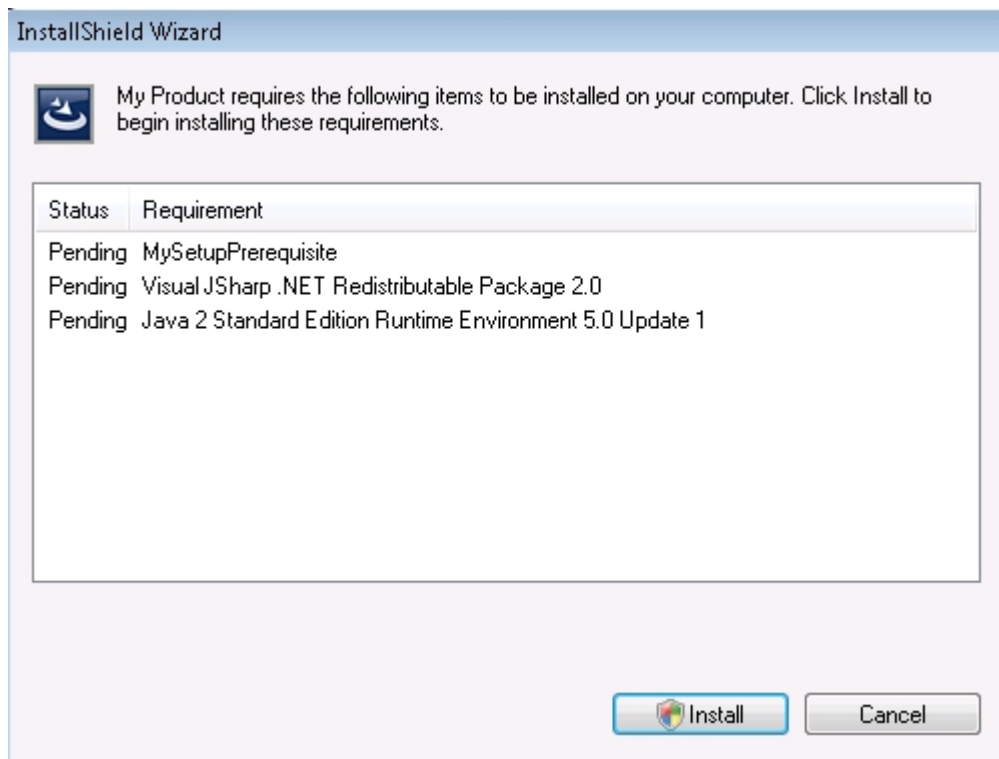 InstallShield Wizard
My Product requires the following items to be installed on your computer. Click Install to
begin installing these requirements.
Status Requirement
Pending MySetupPrerequisite
Pending Visual JSharp .NET Redistributable Package 2.0
Pending Java 2 Standard Edition Runtime Environment 5.0 Update 1
Install Cancel